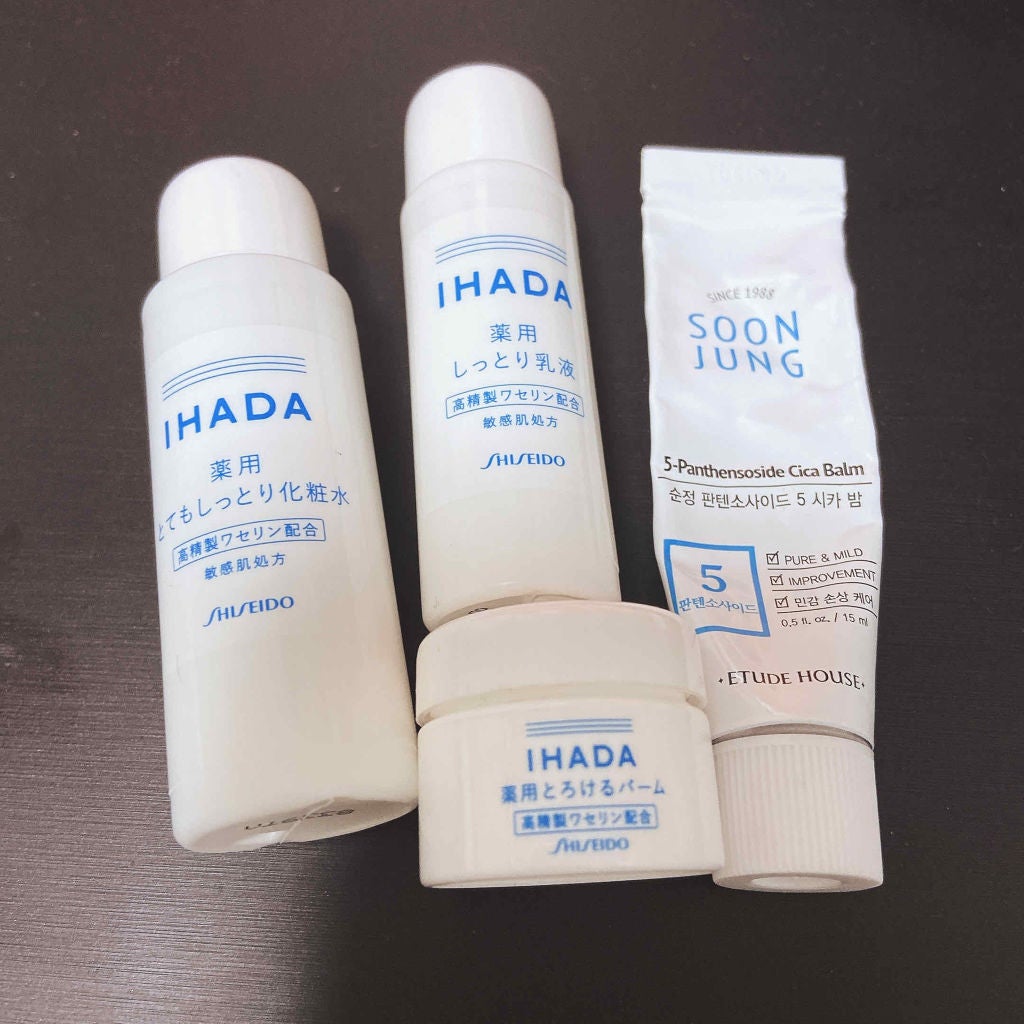 IHADA
薬用
とてもしっとり化粧水
高精製ワセリン配合
敏感肌処方
SHISEIDO
IHADA
薬用
しっとり乳液
高精製ワセリン配合
敏感肌処方
SHISEIDO
IHADA
薬用とろけるバーム
高精製ワセリン配合
SHISEIDO
SINCE 1988
SOON
JUNG
5-Panthensoside Cica Balm
순정 판텐소사이드 5 시카 밤
5
판텐소사이드
PURE & MILD
IMPROVEMENT
민감 손상 케어
0.5 fl. oz. / 15 ml
ETUDE HOUSE